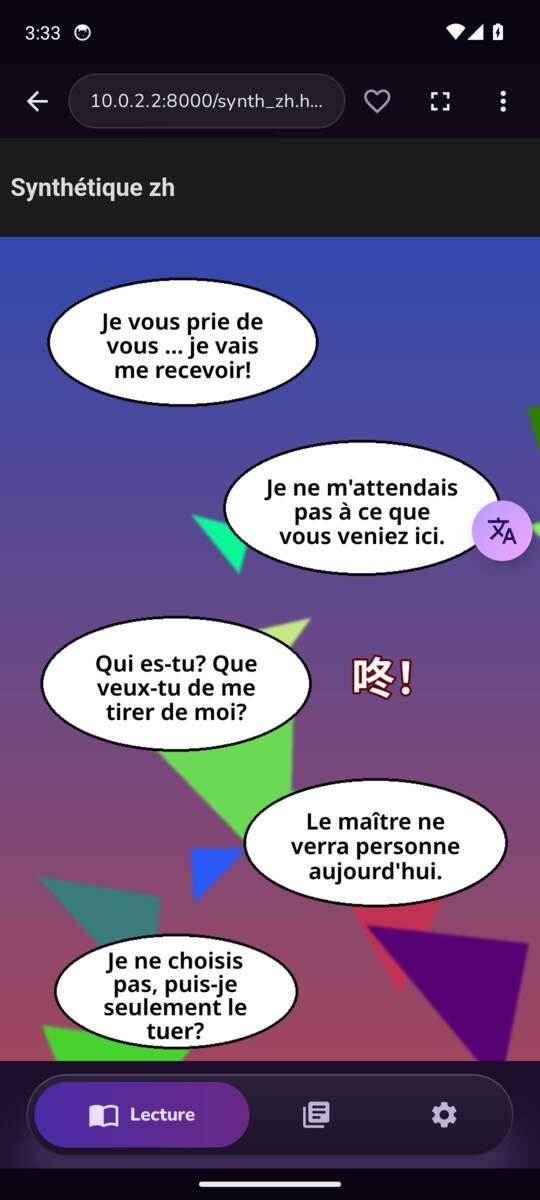 3:33
10.0.2.2:8000/synth_zh.h...
Synthétique zh
Je vous prie de
vous ... je vais
me recevoir!
Je ne m'attendais
pas à ce que
vous veniez ici.
Qui es-tu? Que
veux-tu de me
tirer de moi?
咚!
Le maître ne
verra personne
aujourd'hui.
Je ne choisis
pas, puis-je
seulement le
tuer?
Lecture